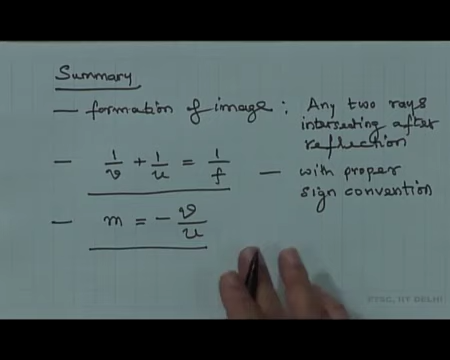 Summary
— formation of image : Any two rays
intersecting after
reflection
— 1/v + 1/u = 1/f — with proper
sign convention
— m = - v/u
ETSC, IIT DELHI